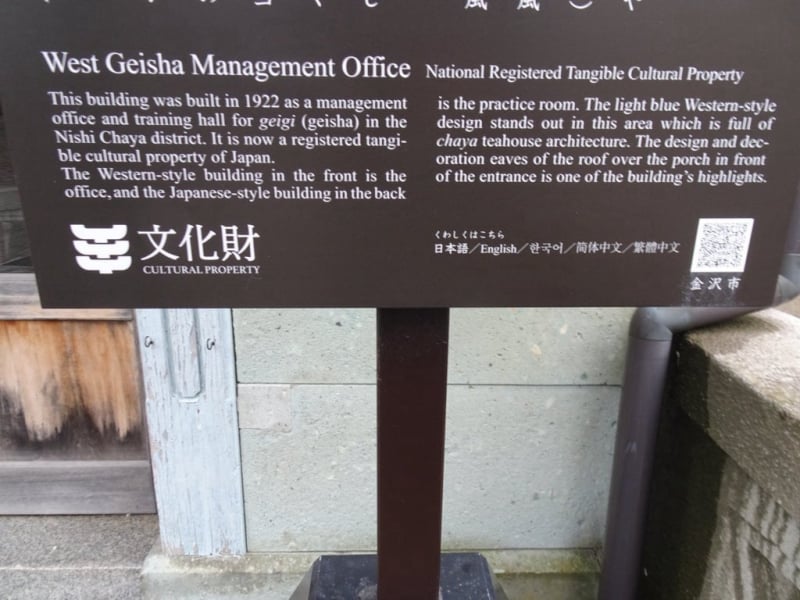 West Geisha Management Office National Registered Tangible Cultural Property
This building was built in 1922 as a management
office and training hall for geigi (geisha) in the
Nishi Chaya district. It is now a registered tangi-
ble cultural property of Japan.
The Western-style building in the front is the
office, and the Japanese-style building in the back
is the practice room. The light blue Western-style
design stands out in this area which is full of
chaya teahouse architecture. The design and dec-
oration eaves of the roof over the porch in front
of the entrance is one of the building's highlights.
文化財
CULTURAL PROPERTY
くわしくはこちら
日本語／English／한국어／简体中文／繁體中文
金沢市